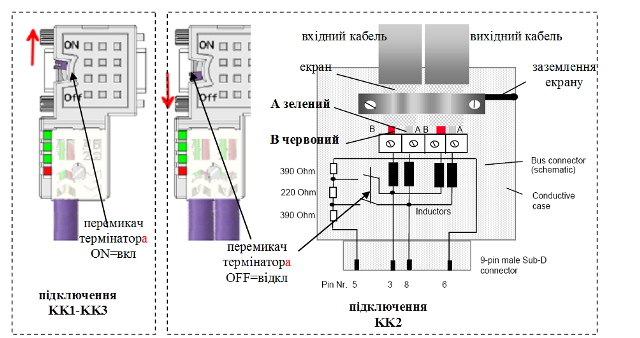 ON
Off
перемикач
термінатора
ON=вкл
підключення
КК1-КК3
ON
Off
перемикач
термінатора
OFF=відкл
вхідний кабель
вихідний кабель
екран
заземлення
екрану
А зелений
В червоний
B
A
B
A
390 Ohm
220 Ohm
390 Ohm
Inductors
Bus connector
(schematic)
Conductive
case
9-pin male Sub-D
connector
Pin Nr. 5 3 8 6
підключення
КК2